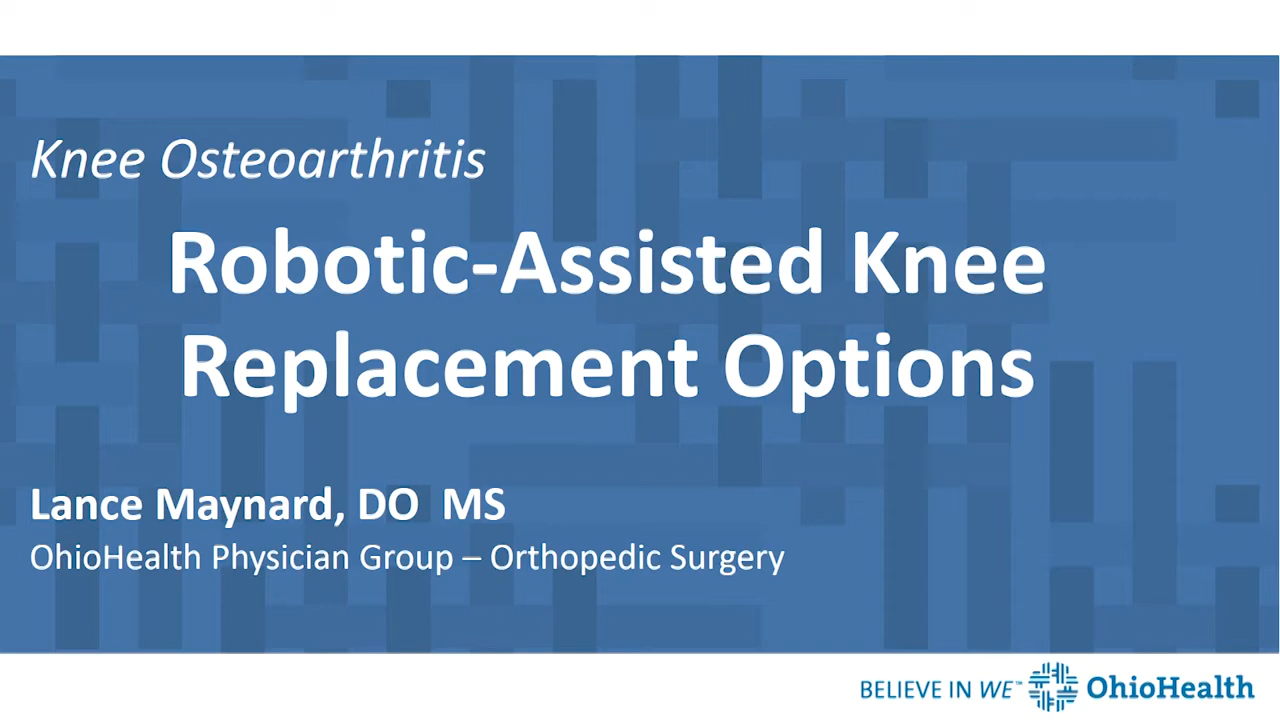 Knee Osteoarthritis
Robotic-Assisted Knee
Replacement Options
Lance Maynard, DO MS
OhioHealth Physician Group – Orthopedic Surgery
BELIEVE IN WE™ OhioHealth